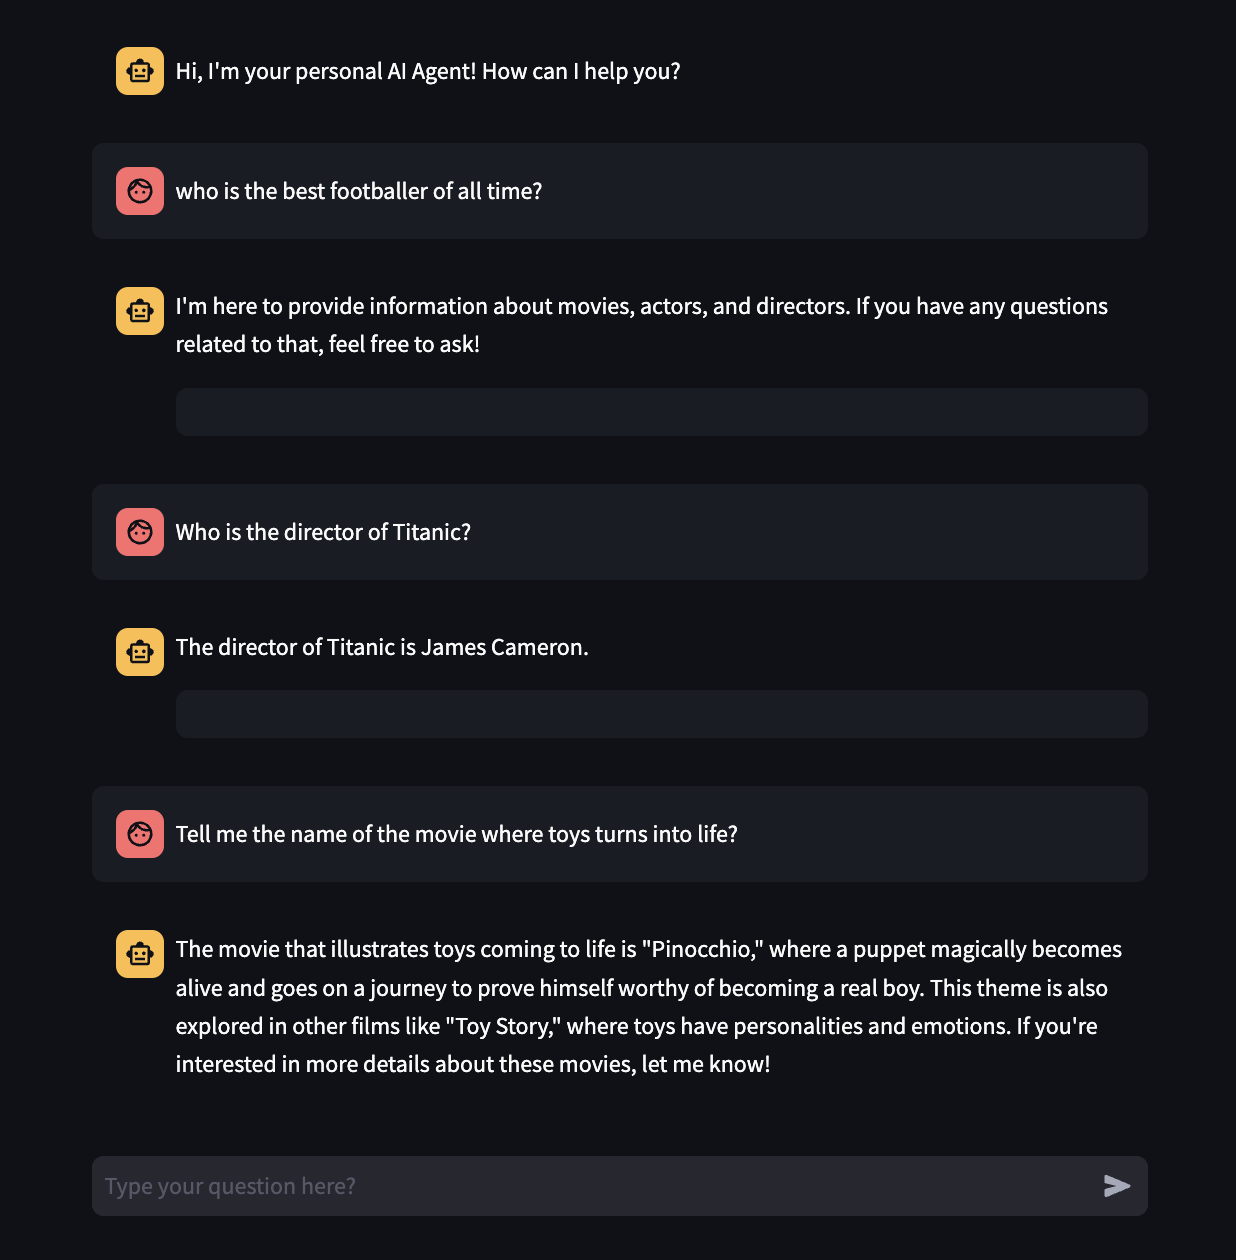 Hi, I'm your personal AI Agent! How can I help you?
who is the best footballer of all time?
I'm here to provide information about movies, actors, and directors. If you have any questions
related to that, feel free to ask!
Who is the director of Titanic?
The director of Titanic is James Cameron.
Tell me the name of the movie where toys turns into life?
The movie that illustrates toys coming to life is "Pinocchio," where a puppet magically becomes
alive and goes on a journey to prove himself worthy of becoming a real boy. This theme is also
explored in other films like "Toy Story," where toys have personalities and emotions. If you're
interested in more details about these movies, let me know!
Type your question here?